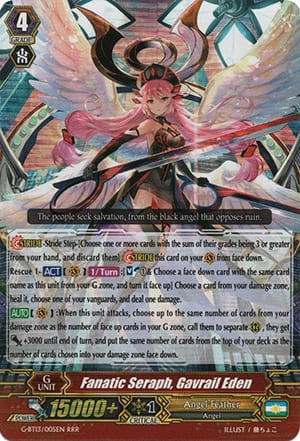 4
GRADE
The people seek salvation, from the black angel that opposes ruin.
STRIDE -Stride Step-[Choose one or more cards with the sum of their grades being 3 or greater
from your hand, and discard them] STRIDE this card on your (V) from face down.
Rescue 1- ACT (V) 1/Turn : [ & Choose a face down card with the same
name as this unit from your G zone, and turn it face up] Choose a card from your damage zone,
heal it, choose one of your vanguards, and deal one damage.
AUTO (V) : When this unit attacks, choose up to the same number of cards from your
damage zone as the number of face up cards in your G zone, call them to separate (R), they get
+3000 until end of turn, and put the same number of cards from the top of your deck as the
number of cards chosen into your damage zone face down.
G
UNIT
Fanatic Seraph, Gavrail Eden
POWER
15000+
1
CRITICAL
Angel Feather
Angel
G-BT13/005EN RRR
ILLUST / 藤ちょこ